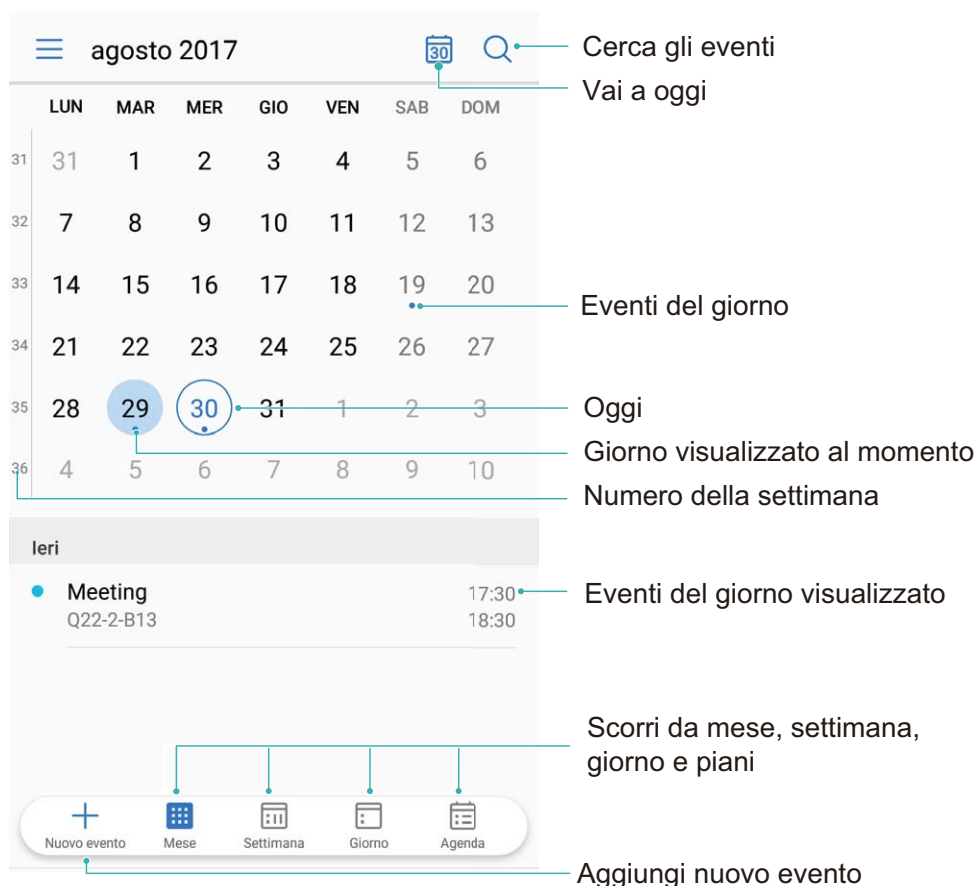 agosto 2017
30
Cerca gli eventi
Vai a oggi
LUN MAR MER GIO VEN SAB DOM
31 31 1 2 3 4 5 6
32 7 8 9 10 11 12 13
33 14 15 16 17 18 19 20
Eventi del giorno
34 21 22 23 24 25 26 27
35 28 29 30 31 1 2 3
Oggi
Giorno visualizzato al momento
36 4 5 6 7 8 9 10
Numero della settimana
Ieri
Meeting 17:30
Eventi del giorno visualizzato
Q22-2-B13 18:30
Scorri da mese, settimana,
giorno e piani
Nuovo evento Mese Settimana Giorno Agenda
Aggiungi nuovo evento